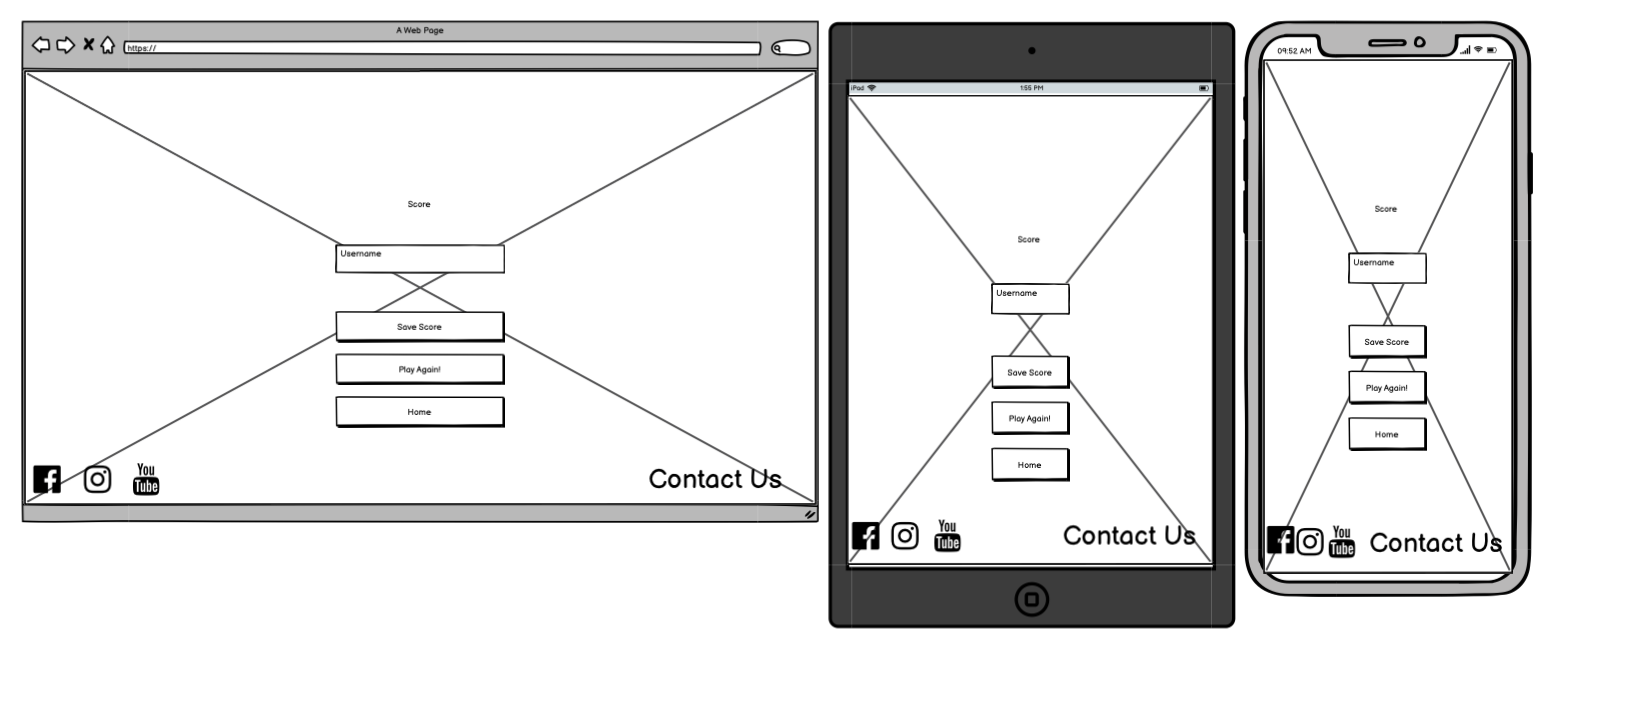 A Web Page
https://
Score
Username
Save Score
Play Again!
Home
You
Tube
Contact Us
iPad
1:55 PM
Score
Username
Save Score
Play Again!
Home
You
Tube
Contact Us
09:52 AM
Score
Username
Save Score
Play Again!
Home
You
Tube
Contact Us